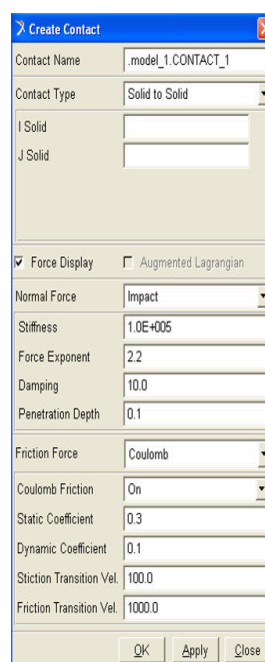 Create Contact
Contact Name .model_1.CONTACT_1
Contact Type Solid to Solid
I Solid
J Solid
Force Display Augmented Lagrangian
Normal Force Impact
Stiffness 1.0E+005
Force Exponent 2.2
Damping 10.0
Penetration Depth 0.1
Friction Force Coulomb
Coulomb Friction On
Static Coefficient 0.3
Dynamic Coefficient 0.1
Stiction Transition Vel. 100.0
Friction Transition Vel. 1000.0
OK Apply Close